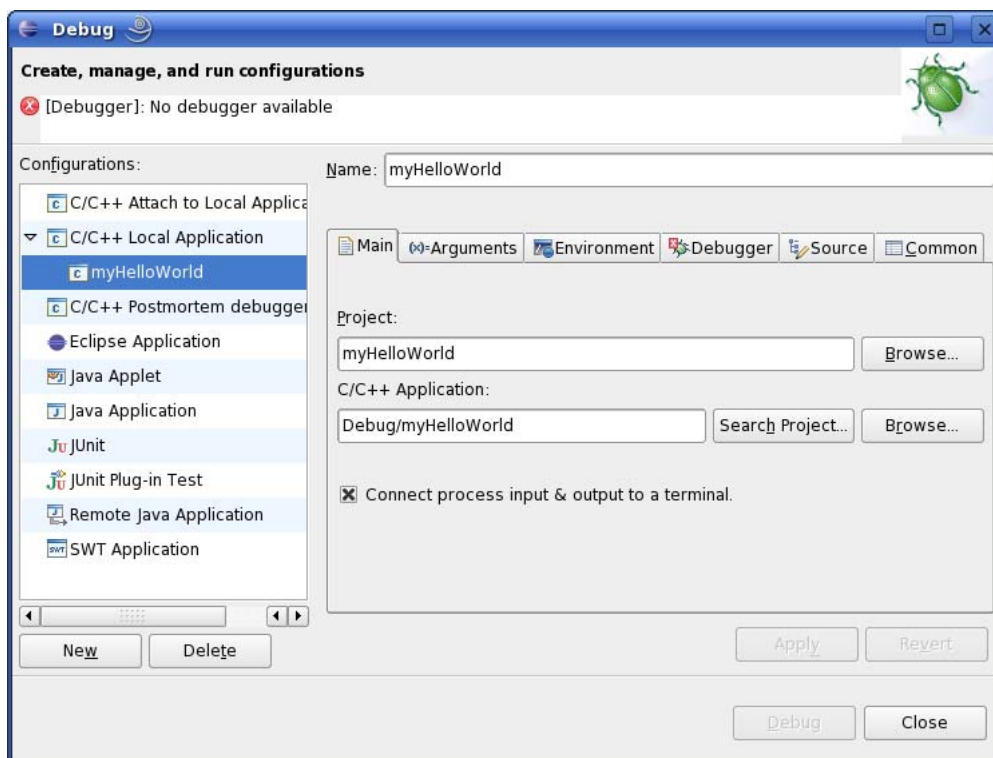 Debug
Create, manage, and run configurations
[Debugger]: No debugger available
Configurations:
C/C++ Attach to Local Applica
C/C++ Local Application
myHelloWorld
C/C++ Postmortem debugger
Eclipse Application
Java Applet
Java Application
JUnit
JUnit Plug-in Test
Remote Java Application
SWT Application
New
Delete
Name: myHelloWorld
Main (x)=Arguments Environment Debugger Source Common
Project:
myHelloWorld Browse...
C/C++ Application:
Debug/myHelloWorld Search Project... Browse...
Connect process input & output to a terminal.
Apply Revert
Debug Close